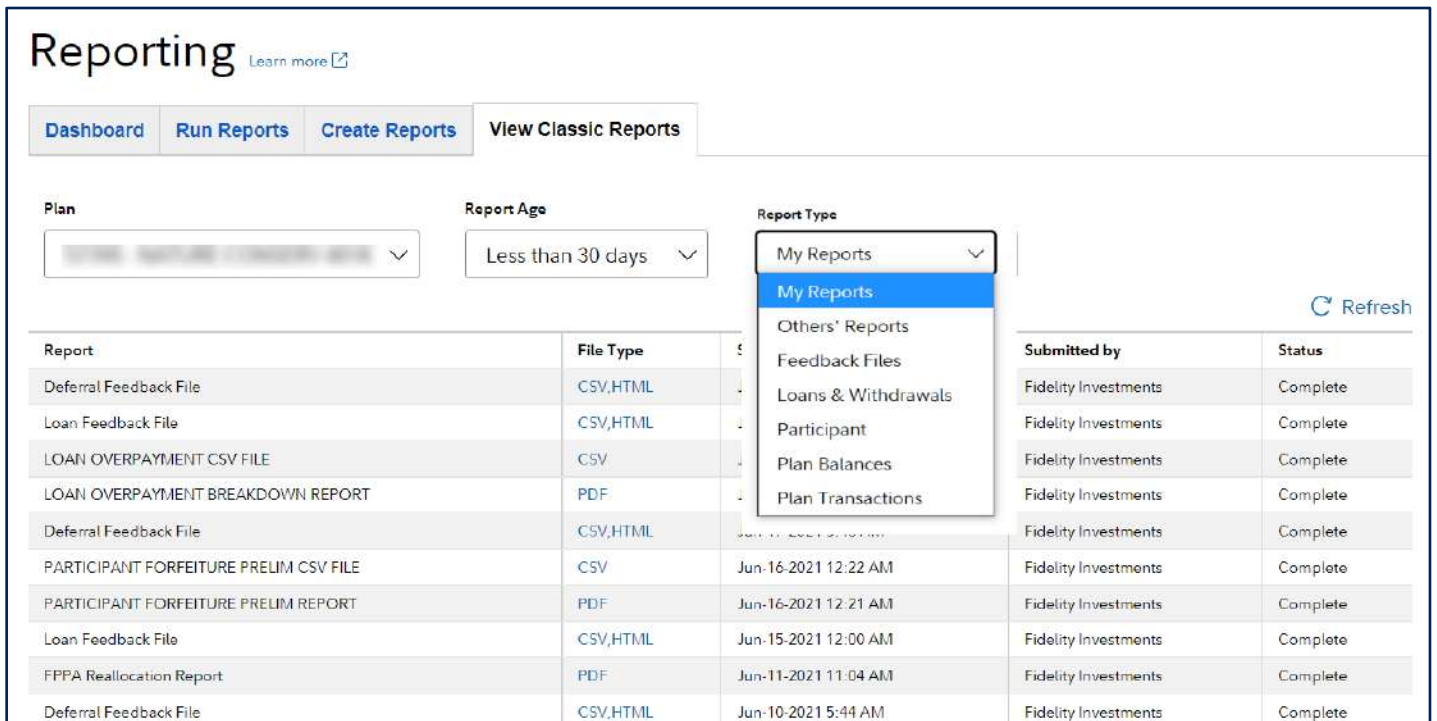 Reporting Learn more
Dashboard Run Reports Create Reports View Classic Reports
Plan Report Age Report Type
Less than 30 days My Reports
My Reports
Others' Reports
Feedback Files
Loans & Withdrawals
Participant
Plan Balances
Plan Transactions
Refresh
Report File Type S Submitted by Status
Deferral Feedback File CSV,HTML J Fidelity Investments Complete
Loan Feedback File CSV,HTML Fidelity Investments Complete
LOAN OVERPAYMENT CSV FILE CSV Fidelity Investments Complete
LOAN OVERPAYMENT BREAKDOWN REPORT PDF Fidelity Investments Complete
Deferral Feedback File CSV,HTML Fidelity Investments Complete
PARTICIPANT FORFEITURE PRELIM CSV FILE CSV Jun-16-2021 12:22 AM Fidelity Investments Complete
PARTICIPANT FORFEITURE PRELIM REPORT PDF Jun-16-2021 12:21 AM Fidelity Investments Complete
Loan Feedback File CSV,HTML Jun-15-2021 12:00 AM Fidelity Investments Complete
FPPA Reallocation Report PDF Jun-11-2021 11:04 AM Fidelity Investments Complete
Deferral Feedback File CSV,HTML Jun-10-2021 5:44 AM Fidelity Investments Complete